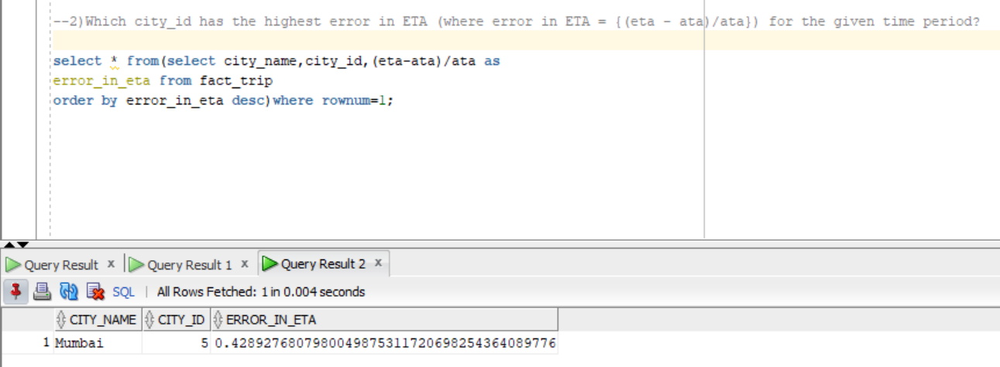 --2)Which city_id has the highest error in ETA (where error in ETA = {(eta - ata)/ata}) for the given time period?
select * from(select city_name,city_id,(eta-ata)/ata as
error_in_eta from fact_trip
order by error_in_eta desc)where rownum=1;
Query Result x Query Result 1 x Query Result 2 x
SQL | All Rows Fetched: 1 in 0.004 seconds
CITY_NAME CITY_ID ERROR_IN_ETA
1 Mumbai 5 0.428927680798004987531172069825436408977​6